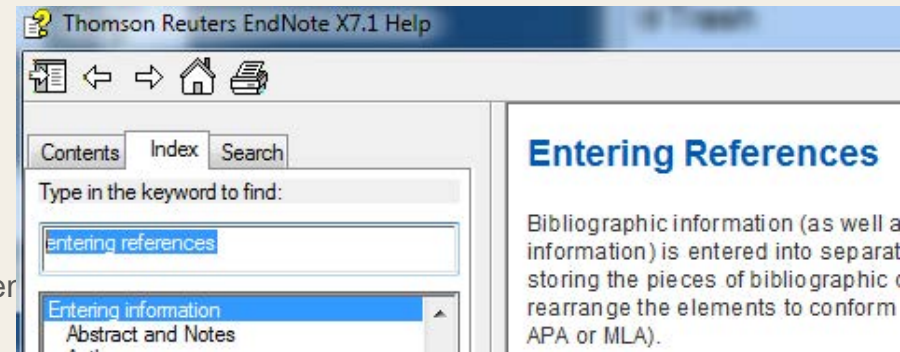 Thomson Reuters EndNote X7.1 Help
Trash
Contents Index Search
Type in the keyword to find:
entering references
Entering information
Abstract and Notes
Entering References
Bibliographic information (as well a
information) is entered into separat
storing the pieces of bibliographic
rearrange the elements to conform
APA or MLA).